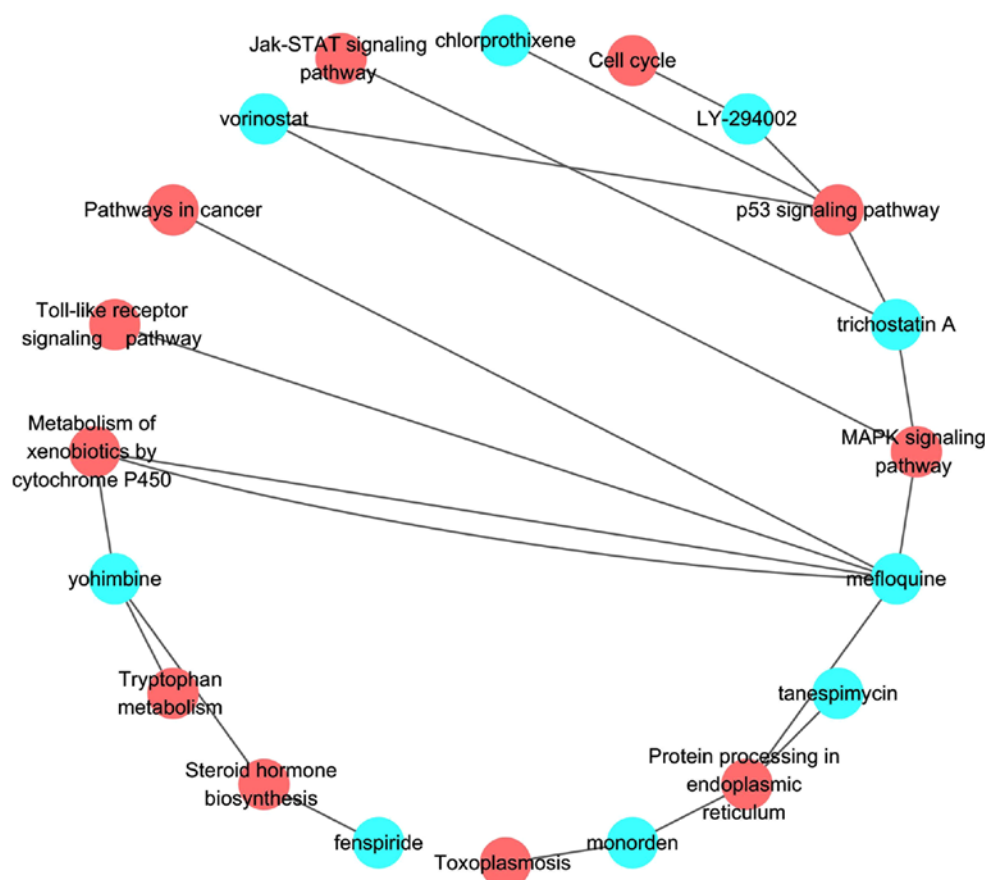 Jak-STAT signaling
pathway
chlorprothixene
Cell cycle
vorinostat
LY-294002
Pathways in cancer
p53 signaling pathway
Toll-like receptor
signaling pathway
trichostatin A
Metabolism of
xenobiotics by
cytochrome P450
MAPK signaling
pathway
yohimbine
mefloquine
Tryptophan
metabolism
tanespimycin
Steroid hormone
biosynthesis
Protein processing in
endoplasmic
reticulum
fenspiride
Toxoplasmosis
monorden